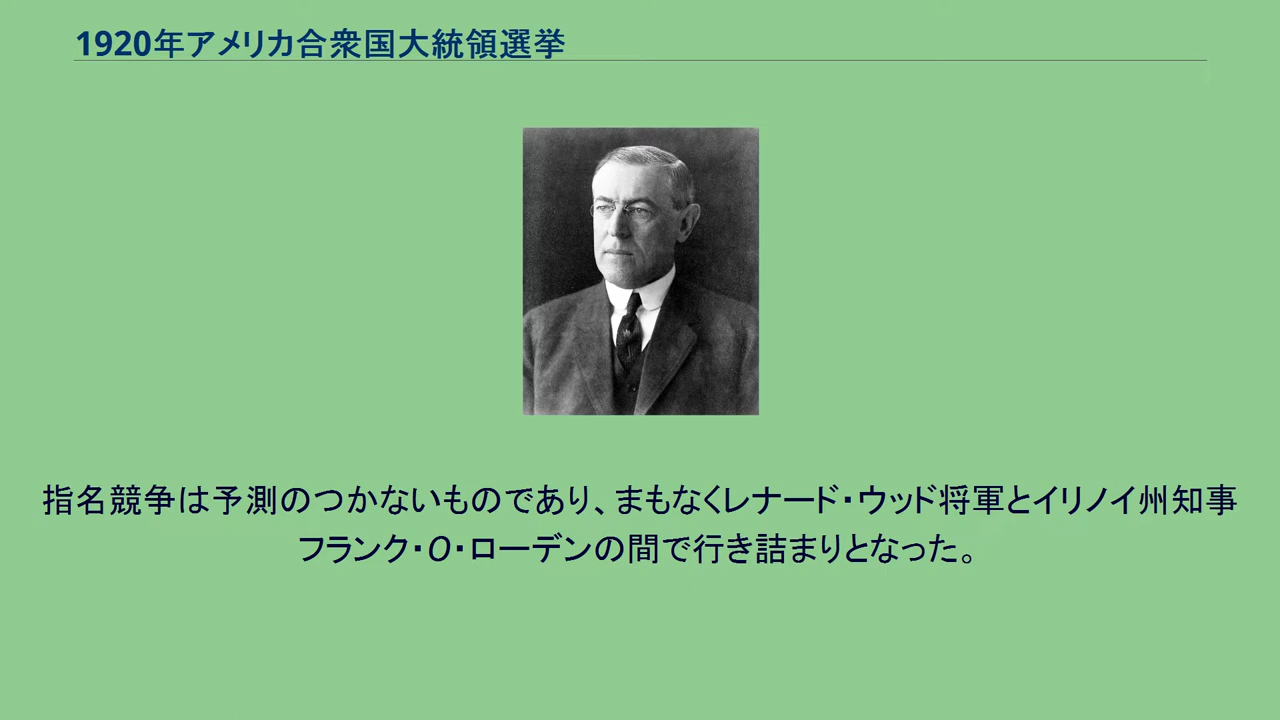 1920年アメリカ合衆国大統領選挙
指名競争は予測のつかないものであり、まもなくレナード・ウッド将軍とイリノイ州知事
フランク・O・ローデンの間で行き詰まりとなった。